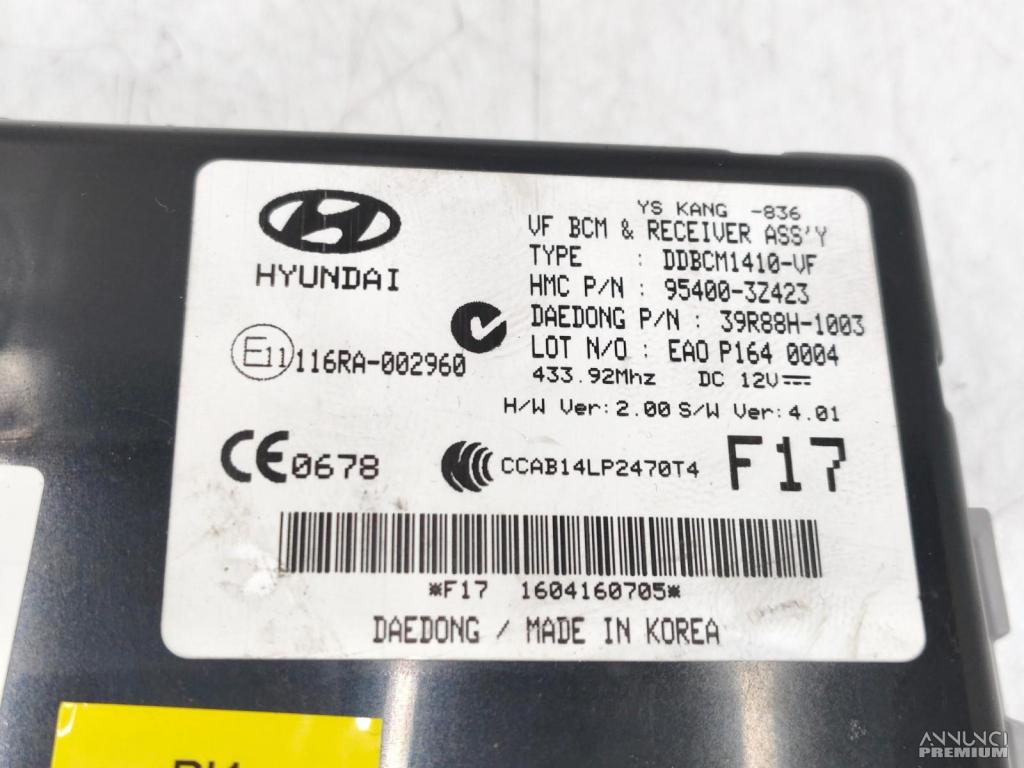 HYUNDAI
YS KANG -836
VF BCM & RECEIVER ASS'Y
TYPE : DDBCM1410-VF
HMC P/N : 95400-3Z423
DAEDONG P/N : 39R88H-1003
LOT N/O : EAO P164 0004
433.92Mhz DC 12V
H/W Ver:2.00 S/W Ver:4.01
E11 116RA-002960
CE0678
CCAB14LP2470T4
F17
*F17 1604160705*
DAEDONG / MADE IN KOREA
ANNUNCI
PREMIUM